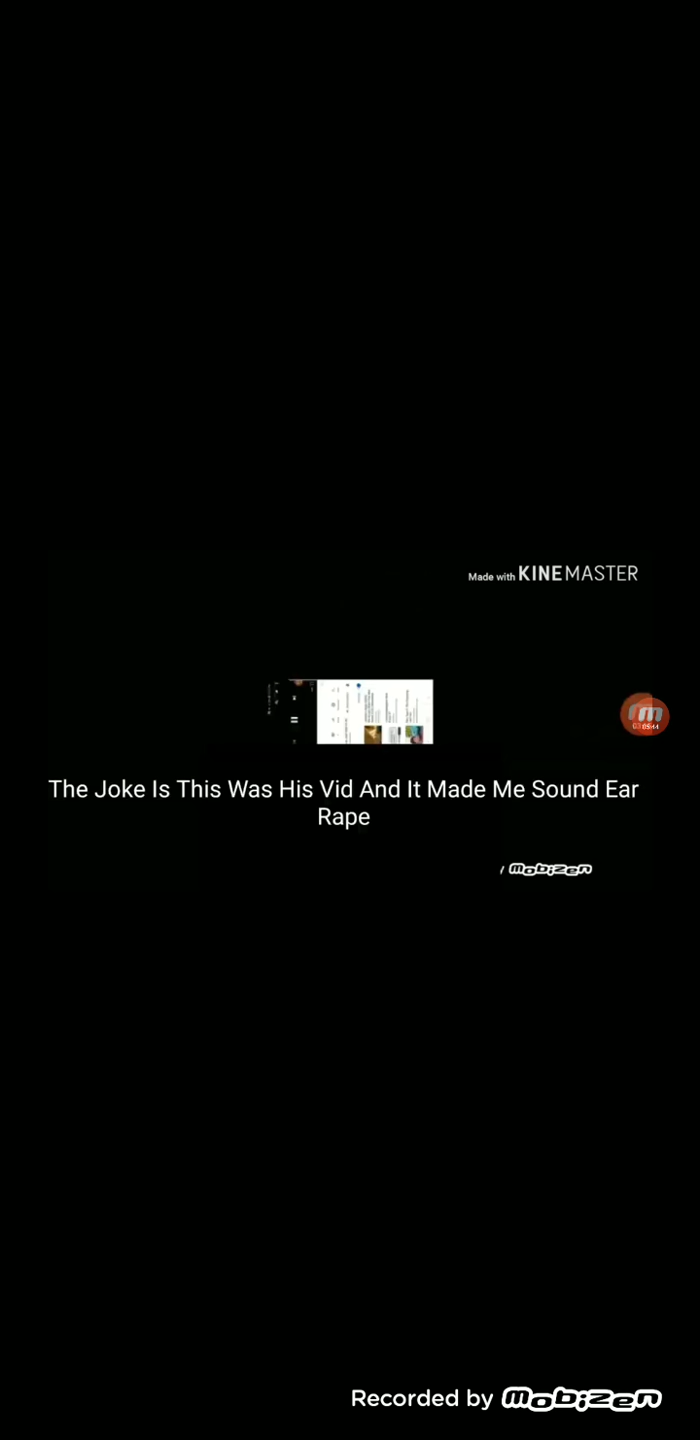 Made with KINEMASTER
The Joke Is This Was His Vid And It Made Me Sound Ear
Rape
mobizen
Recorded by mobizen